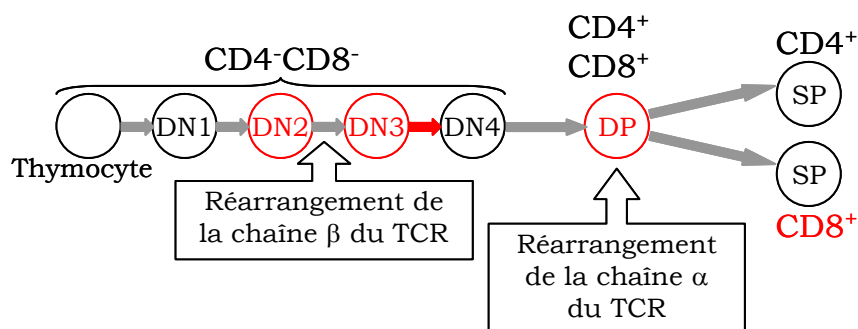 CD4⁻CD8⁻
CD4⁺
CD8⁺
CD4⁺
DN1
DN2
DN3
DN4
DP
SP
SP
Thymocyte
CD8⁺
Réarrangement de
la chaîne β du TCR
Réarrangement
de la chaîne α
du TCR